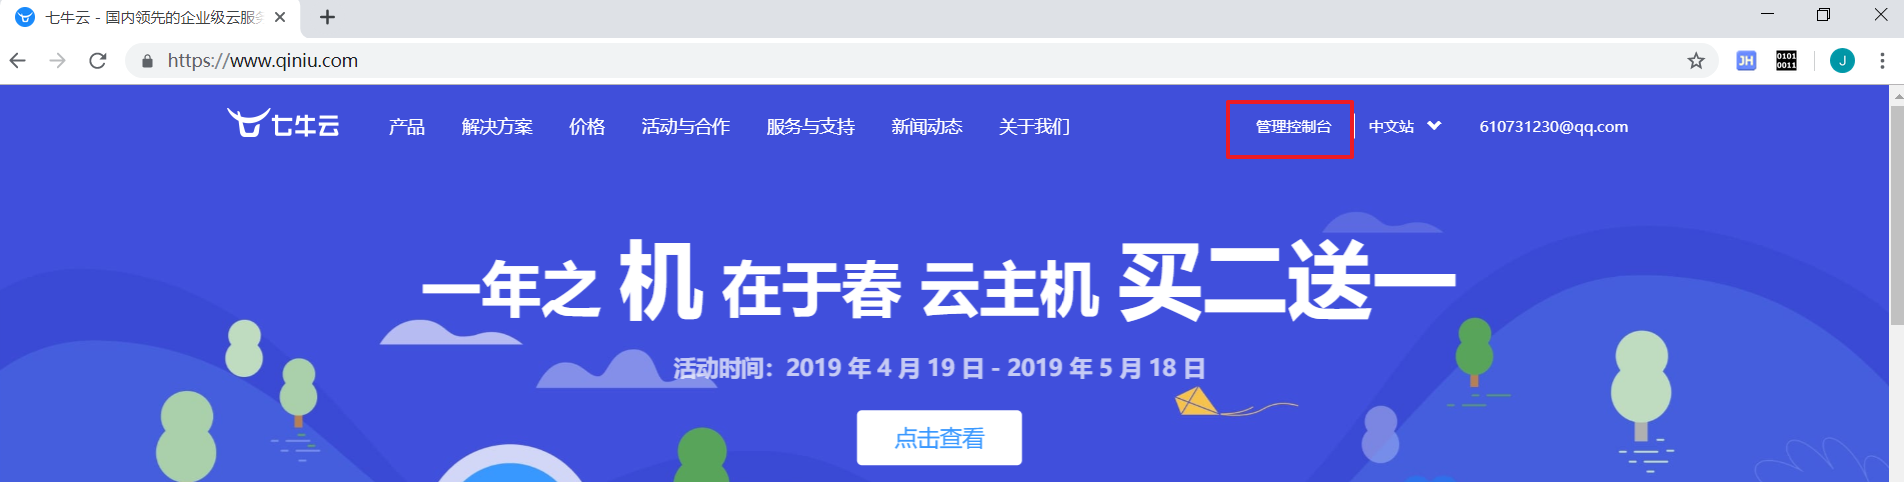 七牛云 - 国内领先的企业级云服
https://www.qiniu.com
JH
0101
0011
J
七牛云 产品 解决方案 价格 活动与合作 服务与支持 新闻动态 关于我们 管理控制台 中文站 610731230@qq.com
一年之 机 在于春 云主机 买二送一
活动时间：2019 年 4 月 19 日 - 2019 年 5 月 18 日
点击查看